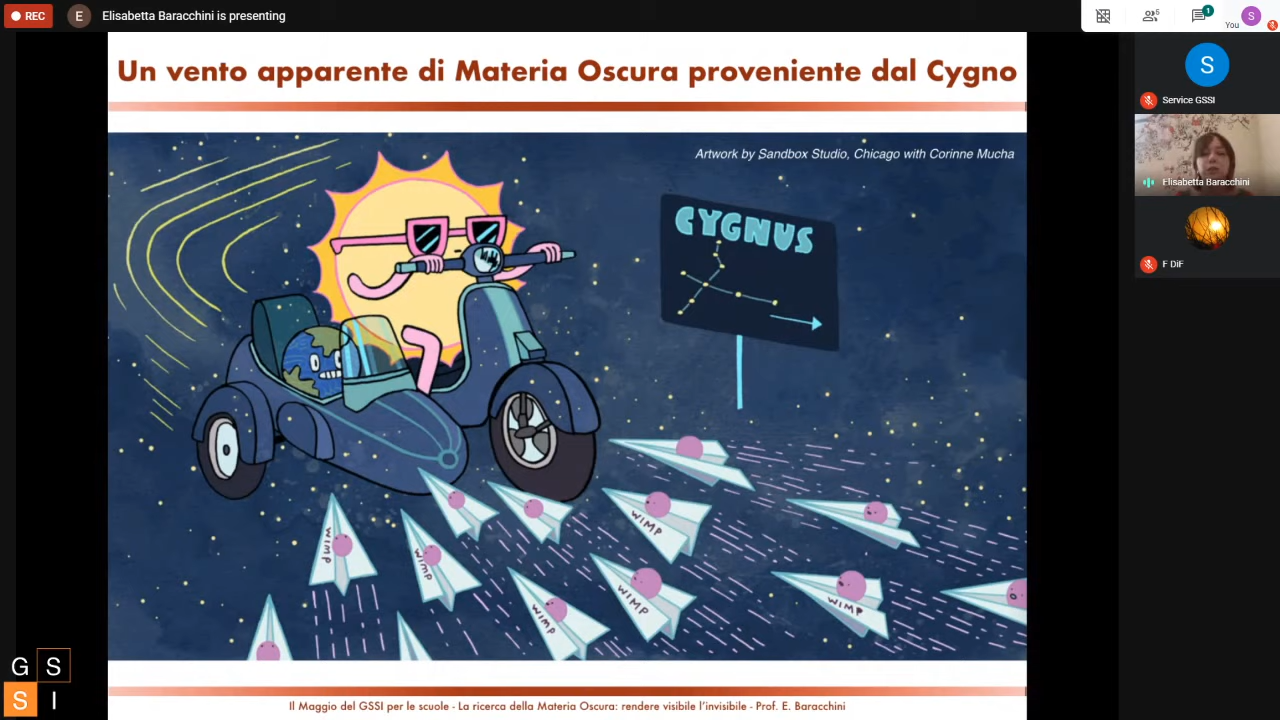 REC
E
Elisabetta Baracchini is presenting
6
1
You
S
Un vento apparente di Materia Oscura proveniente dal Cygno
Artwork by Sandbox Studio, Chicago with Corinne Mucha
CYGNUS
WIMP
WIMP
WIMP
WIMP
WIMP
WIMP
S
Service GSSI
Elisabetta Baracchini
F DiF
G S
S I
Il Maggio del GSSI per le scuole - La ricerca della Materia Oscura: rendere visibile l'invisibile - Prof. E. Baracchini